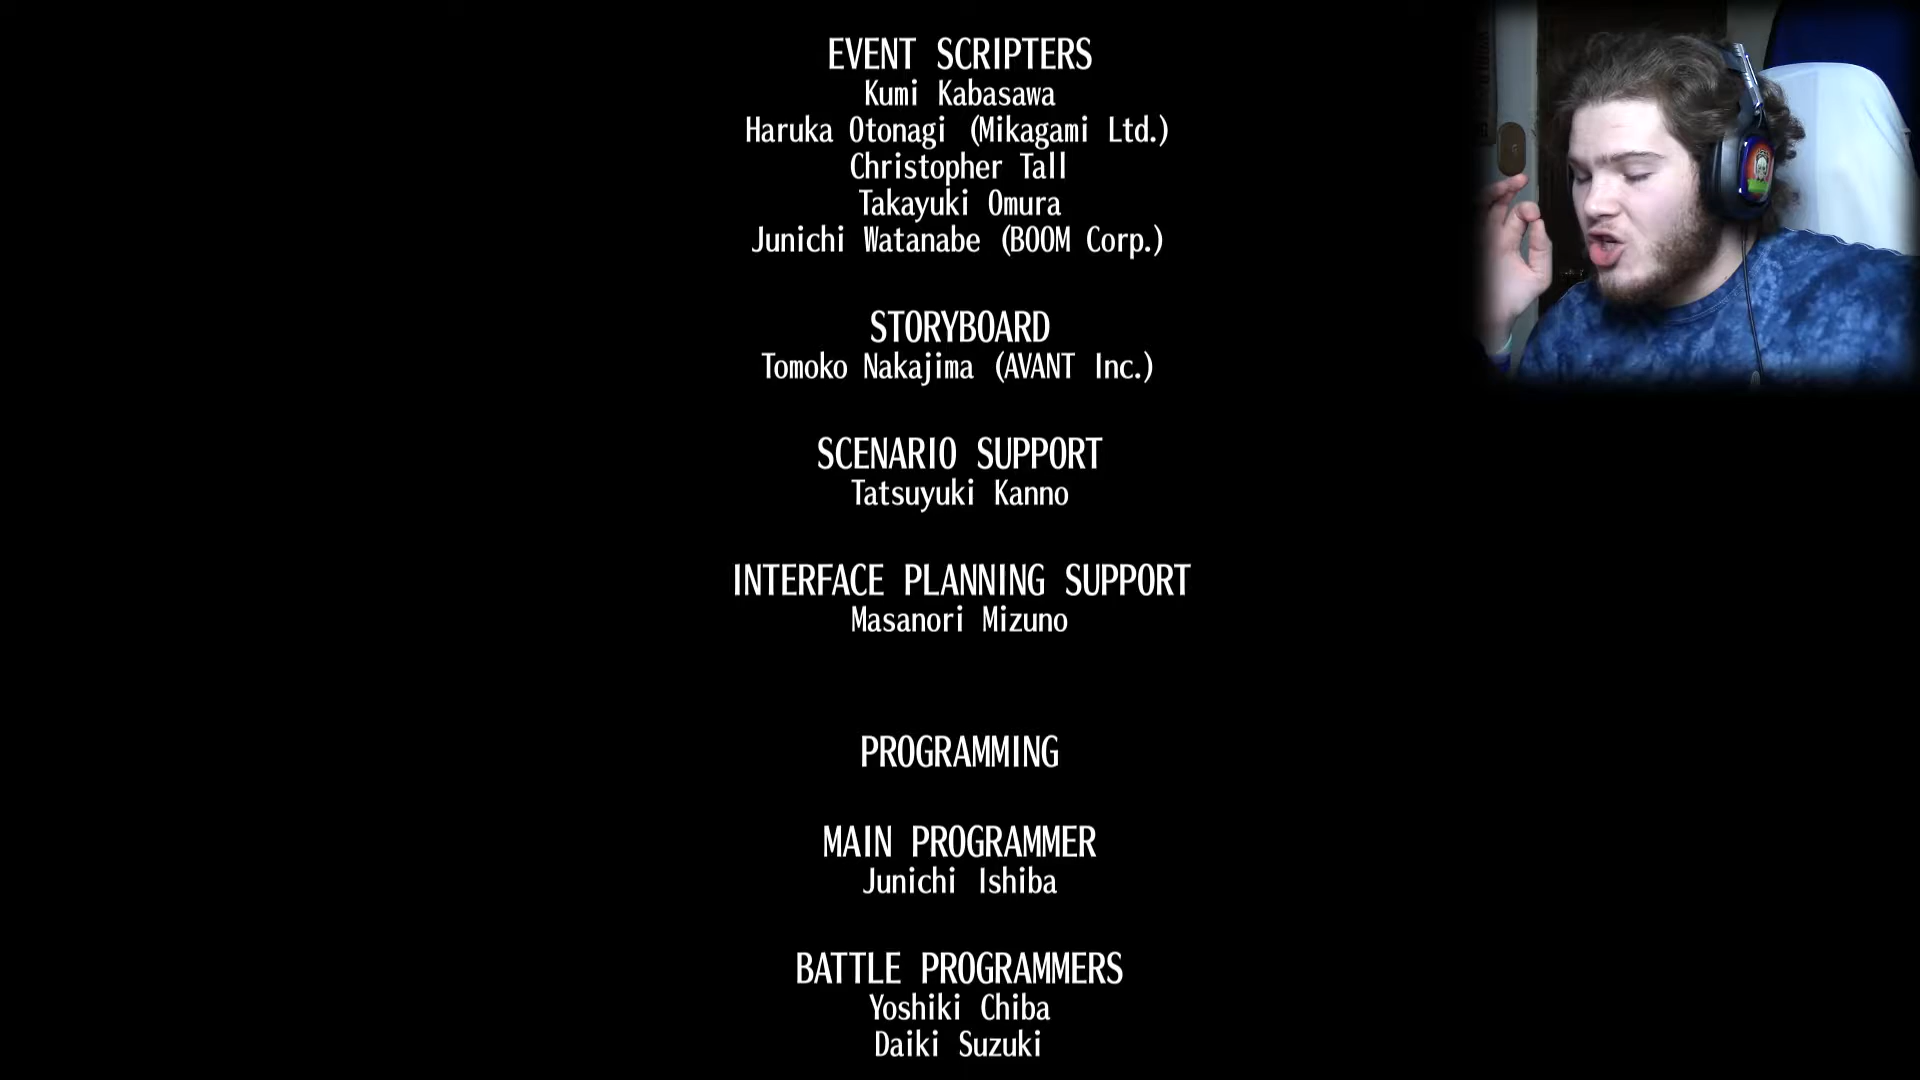 EVENT SCRIPTERS
Kumi Kabasawa
Haruka Otonagi (Mikagami Ltd.)
Christopher Tall
Takayuki Omura
Junichi Watanabe (BOOM Corp.)
STORYBOARD
Tomoko Nakajima (AVANT Inc.)
SCENARIO SUPPORT
Tatsuyuki Kanno
INTERFACE PLANNING SUPPORT
Masanori Mizuno
PROGRAMMING
MAIN PROGRAMMER
Junichi Ishiba
BATTLE PROGRAMMERS
Yoshiki Chiba
Daiki Suzuki